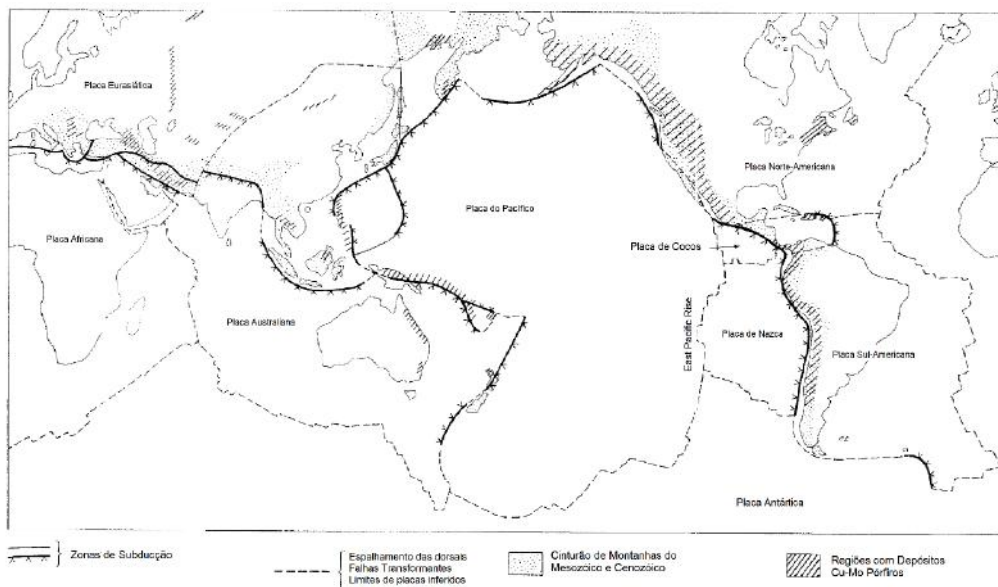 Placa Eurasiática
Placa Norte-Americana
Placa do Pacífico
Placa Africana
Placa de Cocos
Placa Australiana
East Pacific Rise
Placa de Nazca
Placa Sul-Americana
Placa Antártica
Zonas de Subducção
Espalhamento das dorsais
Falhas Transformantes
Limites de placas inferidos
Cinturão de Montanhas do
Mesozóico e Cenozóico
Regiões com Depósitos
Cu-Mo Pórfiros